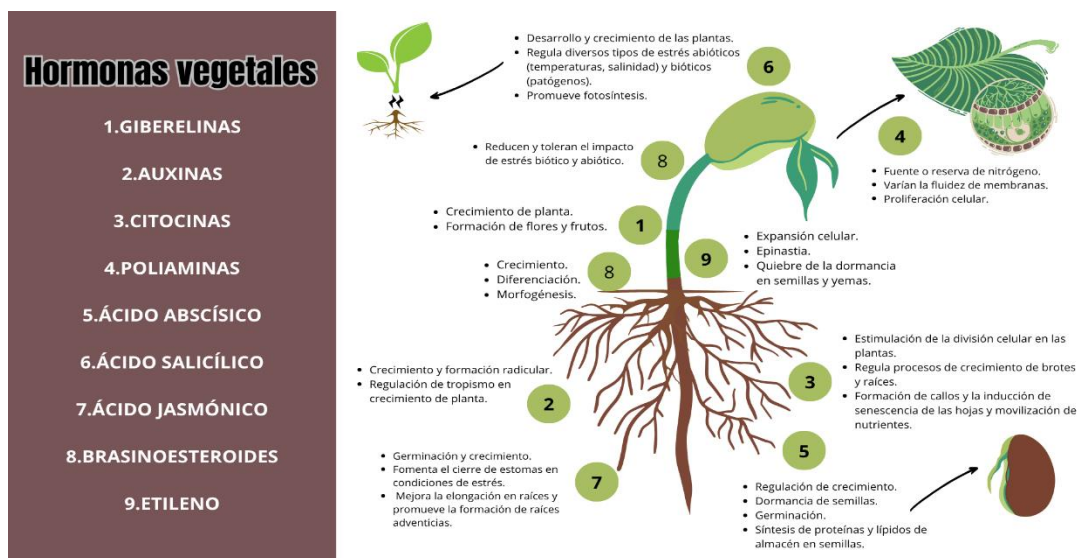 Hormonas vegetales
1.GIBERELINAS
2.AUXINAS
3.CITOCINAS
4.POLIAMINAS
5.ÁCIDO ABSCÍSICO
6.ÁCIDO SALICÍLICO
7.ÁCIDO JASMÓNICO
8.BRASINOESTEROIDES
9.ETILENO
• Desarrollo y crecimiento de las plantas.
• Regula diversos tipos de estrés abióticos
(temperaturas, salinidad) y bióticos
(patógenos).
• Promueve fotosíntesis.
6
4
• Fuente o reserva de nitrógeno.
• Varían la fluidez de membranas.
• Proliferación celular.
• Reducen y toleran el impacto
de estrés biótico y abiótico.
8
• Crecimiento de planta.
• Formación de flores y frutos.
1
9
• Expansión celular.
• Epinastia.
• Quiebre de la dormancia
en semillas y yemas.
• Crecimiento.
• Diferenciación.
• Morfogénesis.
8
• Crecimiento y formación radicular.
• Regulación de tropismo en
crecimiento de planta.
2
3
• Estimulación de la división celular en las
plantas.
• Regula procesos de crecimiento de brotes
y raíces.
• Formación de callos y la inducción de
senescencia de las hojas y movilización de
nutrientes.
• Germinación y crecimiento.
• Fomenta el cierre de estomas en
condiciones de estrés.
• Mejora la elongación en raíces y
promueve la formación de raíces
adventicias.
7
5
• Regulación de crecimiento.
• Dormancia de semillas.
• Germinación.
• Síntesis de proteínas y lípidos de
almacén en semillas.